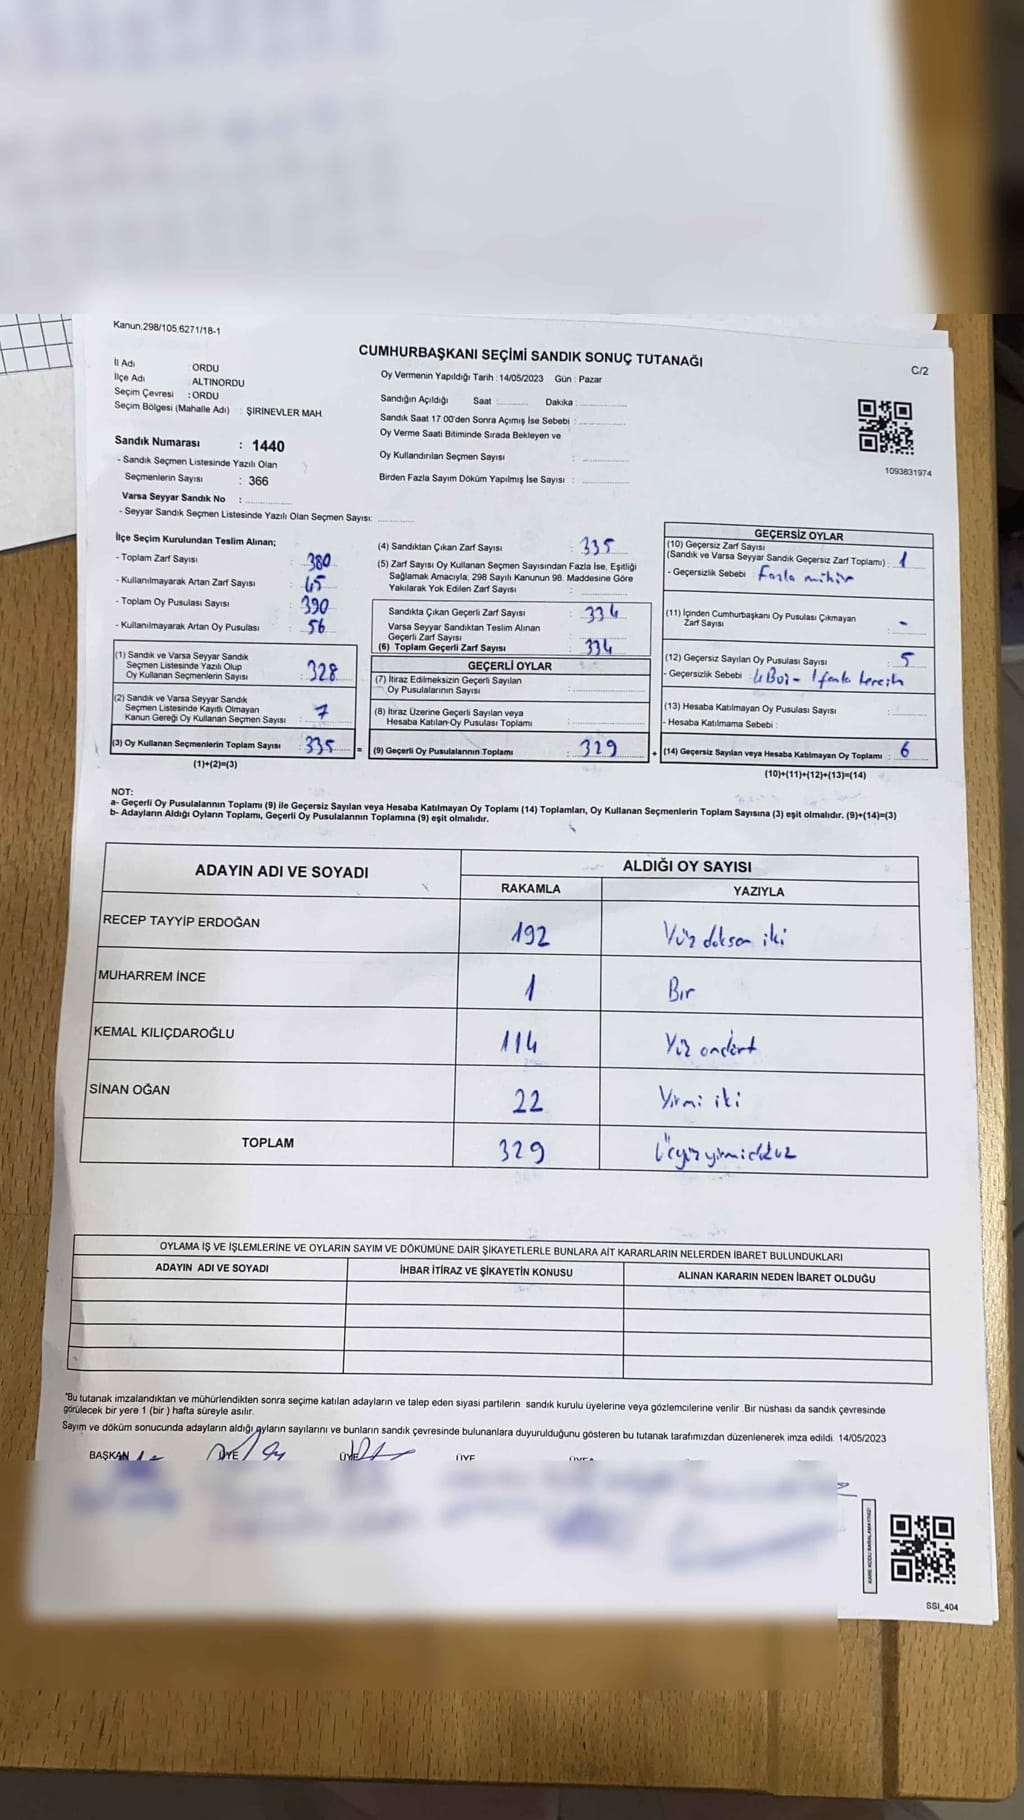 Kanun,298/105,6271/18-1
CUMHURBAŞKANI SEÇİMİ SANDIK SONUÇ TUTANAĞI
C/2
İl Adı : ORDU
İlçe Adı : ALTINORDU
Seçim Çevresi : ORDU
Seçim Bölgesi (Mahalle Adı) : ŞİRİNEVLER MAH.
Sandık Numarası : 1440
- Sandık Seçmen Listesinde Yazılı Olan
Seçmenlerin Sayısı : 366
Varsa Seyyar Sandık No :
- Seyyar Sandık Seçmen Listesinde Yazılı Olan Seçmen Sayısı:
Oy Vermenin Yapıldığı Tarih : 14/05/2023 Gün : Pazar
Sandığın Açıldığı Saat : Dakika :
Sandık Saat 17.00'den Sonra Açımış İse Sebebi :
Oy Verme Saati Bitiminde Sırada Bekleyen ve
Oy Kullandırılan Seçmen Sayısı :
Birden Fazla Sayım Döküm Yapılmış İse Sayısı :
1093831974
İlçe Seçim Kurulundan Teslim Alınan;
- Toplam Zarf Sayısı : 380
- Kullanılmayarak Artan Zarf Sayısı : 45
- Toplam Oy Pusulası Sayısı : 390
- Kullanılmayarak Artan Oy Pusulası : 56
(1) Sandık ve Varsa Seyyar Sandık
Seçmen Listesinde Yazılı Olup
Oy Kullanan Seçmenlerin Sayısı : 328
(2) Sandık ve Varsa Seyyar Sandık
Seçmen Listesinde Kayıtlı Olmayan
Kanun Gereği Oy Kullanan Seçmen Sayısı : 7
(3) Oy Kullanan Seçmenlerin Toplam Sayısı : 335 =
(1)+(2)=(3)
(4) Sandıktan Çıkan Zarf Sayısı : 335
(5) Zarf Sayısı Oy Kullanan Seçmen Sayısından Fazla İse, Eşitliği
Sağlamak Amacıyla; 298 Sayılı Kanunun 98. Maddesine Göre
Yakılarak Yok Edilen Zarf Sayısı :
Sandıkta Çıkan Geçerli Zarf Sayısı : 334
Varsa Seyyar Sandıktan Teslim Alınan
Geçerli Zarf Sayısı :
(6) Toplam Geçerli Zarf Sayısı : 334
GEÇERLİ OYLAR
(7) İtiraz Edilmeksizin Geçerli Sayılan
Oy Pusulalarının Sayısı :
(8) İtiraz Üzerine Geçerli Sayılan veya
Hesaba Katılan Oy Pusulası Toplamı :
(9) Geçerli Oy Pusulalarının Toplamı : 329 +
GEÇERSİZ OYLAR
(10) Geçersiz Zarf Sayısı
(Sandık ve Varsa Seyyar Sandık Geçersiz Zarf Toplamı) : 1
- Geçersizlik Sebebi : Fazla mühür
(11) İçinden Cumhurbaşkanı Oy Pusulası Çıkmayan
Zarf Sayısı : -
(12) Geçersiz Sayılan Oy Pusulası Sayısı : 5
- Geçersizlik Sebebi : 4 Boş - 1 fazla tercih
(13) Hesaba Katılmayan Oy Pusulası Sayısı :
- Hesaba Katılmama Sebebi :
(14) Geçersiz Sayılan veya Hesaba Katılmayan Oy Toplamı : 6
(10)+(11)+(12)+(13)=(14)
NOT:
a- Geçerli Oy Pusulalarının Toplamı (9) ile Geçersiz Sayılan veya Hesaba Katılmayan Oy Toplamı (14) Toplamları, Oy Kullanan Seçmenlerin Toplam Sayısına (3) eşit olmalıdır. (9)+(14)=(3)
b- Adayların Aldığı Oyların Toplamı, Geçerli Oy Pusulalarının Toplamına (9) eşit olmalıdır.
ADAYIN ADI VE SOYADI
ALDIĞI OY SAYISI
RAKAMLA YAZIYLA
RECEP TAYYİP ERDOĞAN 192 Yüz doksan iki
MUHARREM İNCE 1 Bir
KEMAL KILIÇDAROĞLU 114 Yüz ondört
SİNAN OĞAN 22 Yirmi iki
TOPLAM 329 Üçyüzyirmidokuz
OYLAMA İŞ VE İŞLEMLERİNE VE OYLARIN SAYIM VE DÖKÜMÜNE DAİR ŞİKAYETLERLE BUNLARA AİT KARARLARIN NELERDEN İBARET BULUNDUKLARI
ADAYIN ADI VE SOYADI İHBAR İTİRAZ VE ŞİKAYETİN KONUSU ALINAN KARARIN NEDEN İBARET OLDUĞU
"Bu tutanak imzalandıktan ve mühürlendikten sonra seçime katılan adayların ve talep eden siyasi partilerin sandık kurulu üyelerine veya gözlemcilerine verilir .Bir nüshası da sandık çevresinde
görülecek bir yere 1 (bir ) hafta süreyle asılır.
Sayım ve döküm sonucunda adayların aldığı oyların sayılarını ve bunların sandık çevresinde bulunanlara duyurulduğunu gösteren bu tutanak tarafımızdan düzenlenerek imza edildi. 14/05/2023
BAŞKAN ÜYE ÜYE ÜYE ÜYE
SSI_404